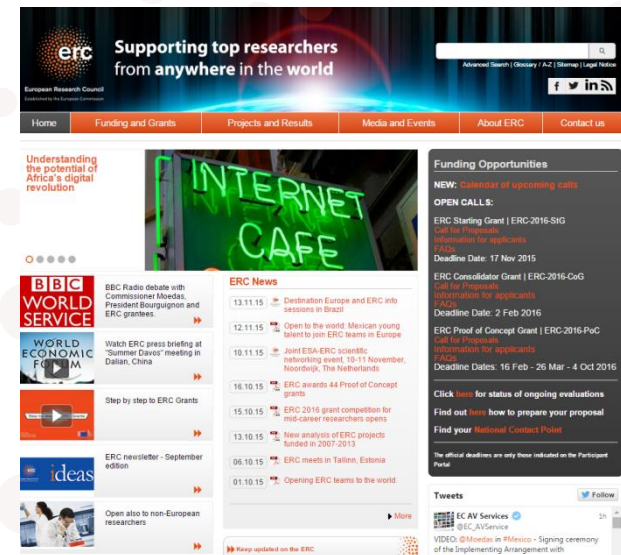 erc
European Research Council
Established by the European Commission
Supporting top researchers
from anywhere in the world
Advanced Search | Glossary / A-Z | Sitemap | Legal Notice
Home
Funding and Grants
Projects and Results
Media and Events
About ERC
Contact us
Understanding
the potential of
Africa's digital
revolution
INTERNET
CAFE
BBC
WORLD
SERVICE
BBC Radio debate with
Commissioner Moedas,
President Bourguignon and
ERC grantees.
WORLD
ECONOMIC
FORUM
Watch ERC press briefing at
"Summer Davos" meeting in
Dalian, China
Step by step to ERC Grants
ideas
ERC newsletter - September
edition
Open also to non-European
researchers
ERC News
13.11.15 Destination Europe and ERC info
sessions in Brazil
12.11.15 Open to the world: Mexican young
talent to join ERC teams in Europe
10.11.15 Joint ESA-ERC scientific
networking event, 10-11 November,
Noordwijk, The Netherlands
16.10.15 ERC awards 44 Proof of Concept
grants
15.10.15 ERC 2016 grant competition for
mid-career researchers opens
13.10.15 New analysis of ERC projects
funded in 2007-2013
06.10.15 ERC meets in Tallinn, Estonia
01.10.15 Opening ERC teams to the world
More
Keep updated on the ERC
Funding Opportunities
NEW: Calendar of upcoming calls
OPEN CALLS:
ERC Starting Grant | ERC-2016-StG
Call for Proposals
Information for applicants
FAQs
Deadline Date: 17 Nov 2015
ERC Consolidator Grant | ERC-2016-CoG
Call for Proposals
Information for applicants
FAQs
Deadline Date: 2 Feb 2016
ERC Proof of Concept Grant | ERC-2016-PoC
Call for Proposals
Information for applicants
FAQs
Deadline Dates: 16 Feb - 26 Mar - 4 Oct 2016
Click here for status of ongoing evaluations
Find out here how to prepare your proposal
Find your National Contact Point
The official deadlines are only those indicated on the Participant
Portal
Tweets
Follow
EC AV Services
1h
@EC_AVService
VIDEO: @Moedas in #Mexico - Signing ceremony
of the Implementing Arrangement with